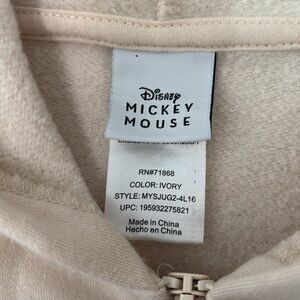 Disney
MICKEY
MOUSE
RN#71868
COLOR: IVORY
STYLE: MYSJUG2-4L16
UPC: 195932275821
Made in China
Hecho en China